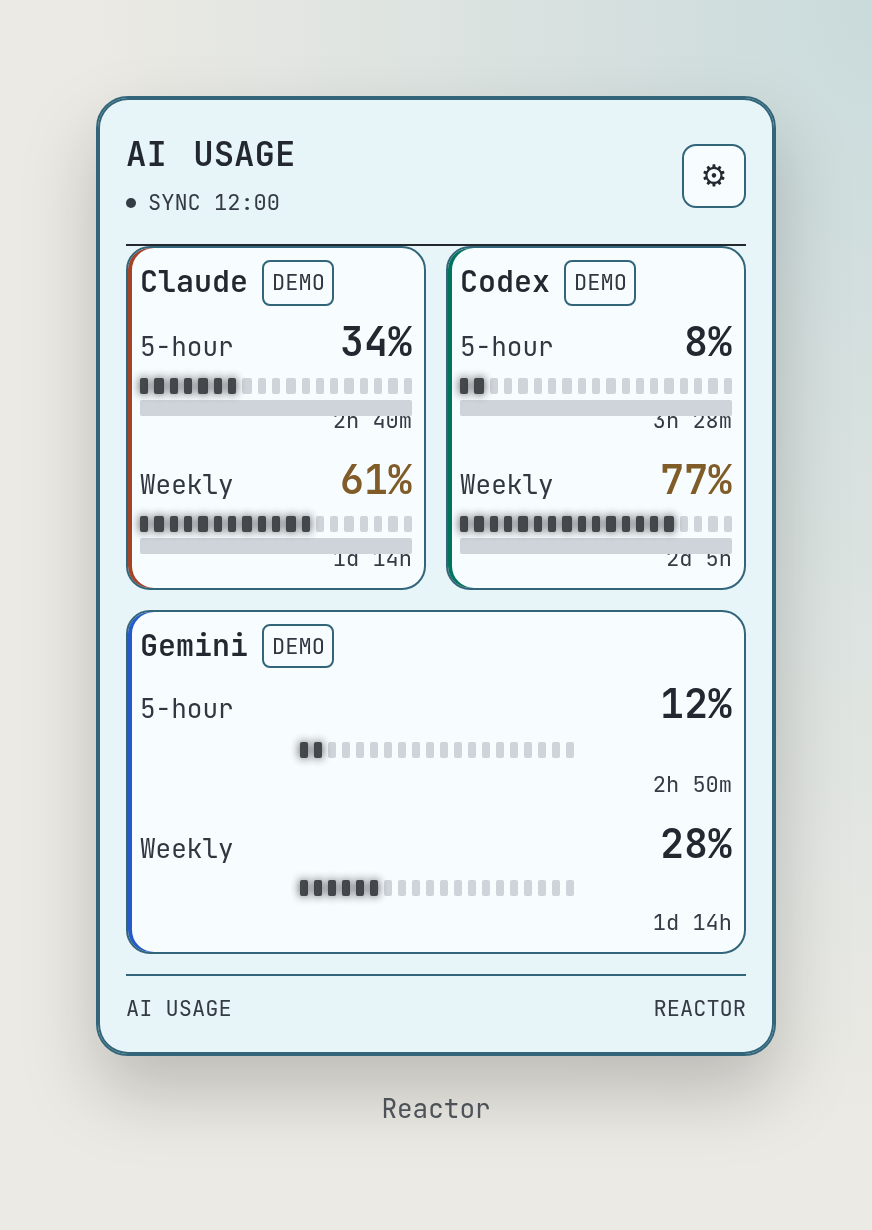 AI USAGE
SYNC 12:00
Claude DEMO
5-hour 34%
2h 40m
Weekly 61%
1d 14h
Codex DEMO
5-hour 8%
3h 28m
Weekly 77%
2d 5h
Gemini DEMO
5-hour 12%
2h 50m
Weekly 28%
1d 14h
AI USAGE REACTOR
Reactor